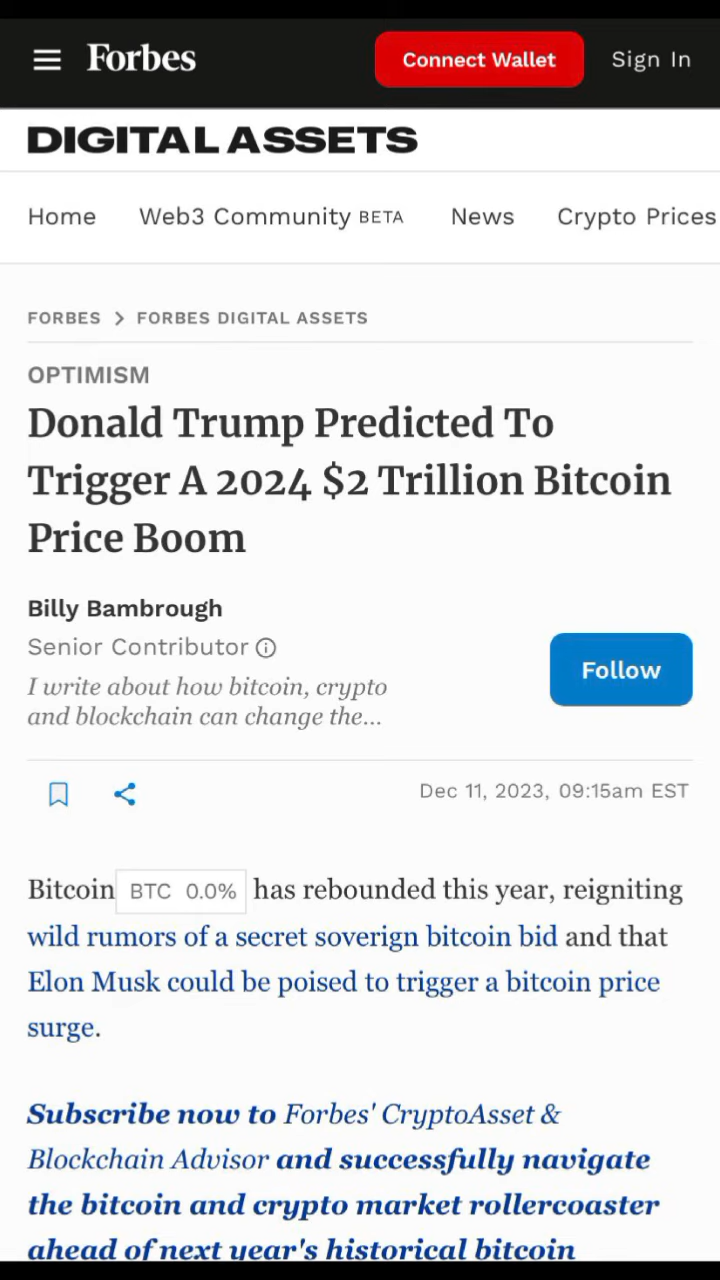 Forbes
Connect Wallet
Sign In
DIGITAL ASSETS
Home Web3 Community BETA News Crypto Prices
FORBES > FORBES DIGITAL ASSETS
OPTIMISM
Donald Trump Predicted To
Trigger A 2024 $2 Trillion Bitcoin
Price Boom
Billy Bambrough
Senior Contributor
I write about how bitcoin, crypto
and blockchain can change the...
Follow
Dec 11, 2023, 09:15am EST
Bitcoin BTC 0.0% has rebounded this year, reigniting
wild rumors of a secret soverign bitcoin bid and that
Elon Musk could be poised to trigger a bitcoin price
surge.
Subscribe now to Forbes' CryptoAsset &
Blockchain Advisor and successfully navigate
the bitcoin and crypto market rollercoaster
ahead of next year's historical bitcoin